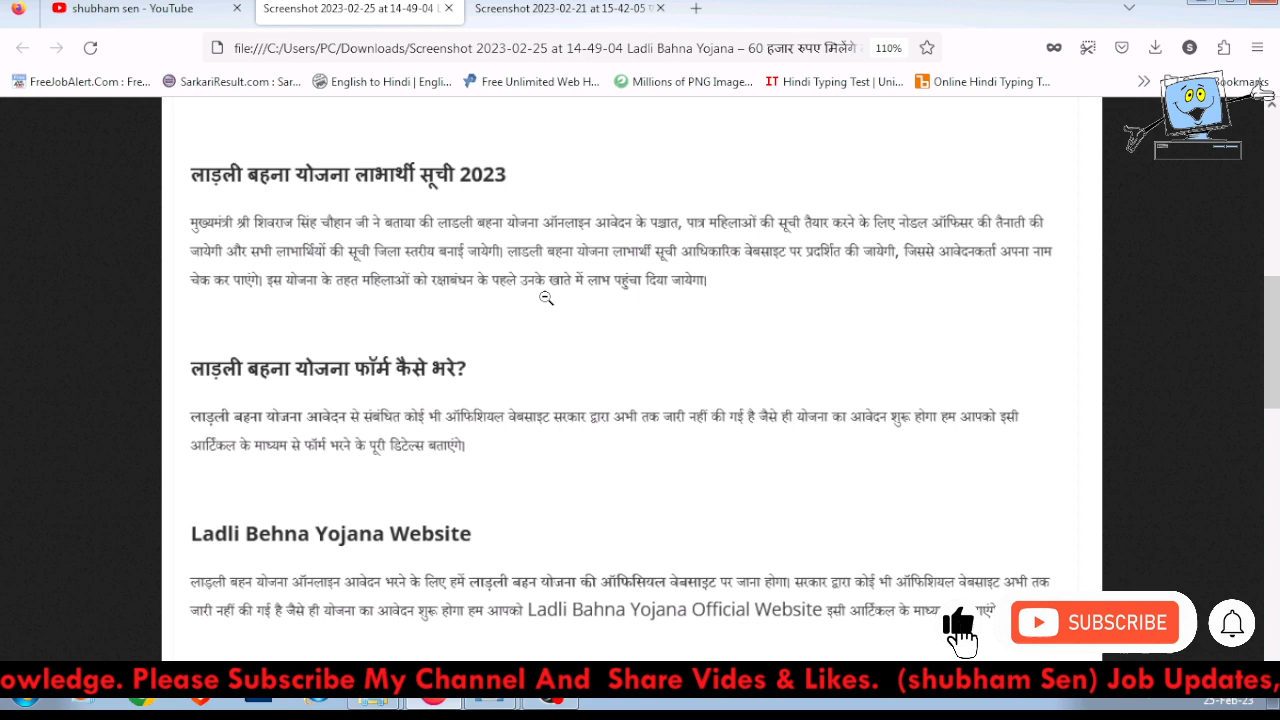 shubham sen - YouTube
Screenshot 2023-02-25 at 14-49-04 L
Screenshot 2023-02-21 at 15-42-05
file:///C:/Users/PC/Downloads/Screenshot 2023-02-25 at 14-49-04 Ladli Bahna Yojana – 60 हजार रुपए मिलेंगे
110%
FreeJobAlert.Com : Fre...
SarkariResult.com : Sar...
English to Hindi | Engli...
Free Unlimited Web H...
Millions of PNG Image...
Hindi Typing Test | Uni...
Online Hindi Typing T...
लाड़ली बहना योजना लाभार्थी सूची 2023
मुख्यमंत्री श्री शिवराज सिंह चौहान जी ने बताया की लाडली बहना योजना ऑनलाइन आवेदन के पश्चात, पात्र महिलाओं की सूची तैयार करने के लिए नोडल ऑफिसर की तैनाती की
जायेगी और सभी लाभार्थियों की सूची जिला स्तरीय बनाई जायेगी। लाडली बहना योजना लाभार्थी सूची आधिकारिक वेबसाइट पर प्रदर्शित की जायेगी, जिससे आवेदनकर्ता अपना नाम
चेक कर पाएंगे। इस योजना के तहत महिलाओं को रक्षाबंधन के पहले उनके खाते में लाभ पहुंचा दिया जायेगा।
लाड़ली बहना योजना फॉर्म कैसे भरे?
लाड़ली बहना योजना आवेदन से संबंधित कोई भी ऑफिशियल वेबसाइट सरकार द्वारा अभी तक जारी नहीं की गई है जैसे ही योजना का आवेदन शुरू होगा हम आपको इसी
आर्टिकल के माध्यम से फॉर्म भरने के पूरी डिटेल्स बताएंगे।
Ladli Behna Yojana Website
लाड़ली बहन योजना ऑनलाइन आवेदन भरने के लिए हमें लाड़ली बहन योजना की ऑफिसियल वेबसाइट पर जाना होगा। सरकार द्वारा कोई भी ऑफिशियल वेबसाइट अभी तक
जारी नहीं की गई है जैसे ही योजना का आवेदन शुरू होगा हम आपको Ladli Bahna Yojana Official Website इसी आर्टिकल के
SUBSCRIBE
owledge. Please Subscribe My Channel And Share Videos & Likes. (shubham Sen) Job Updates,
25-Feb-23